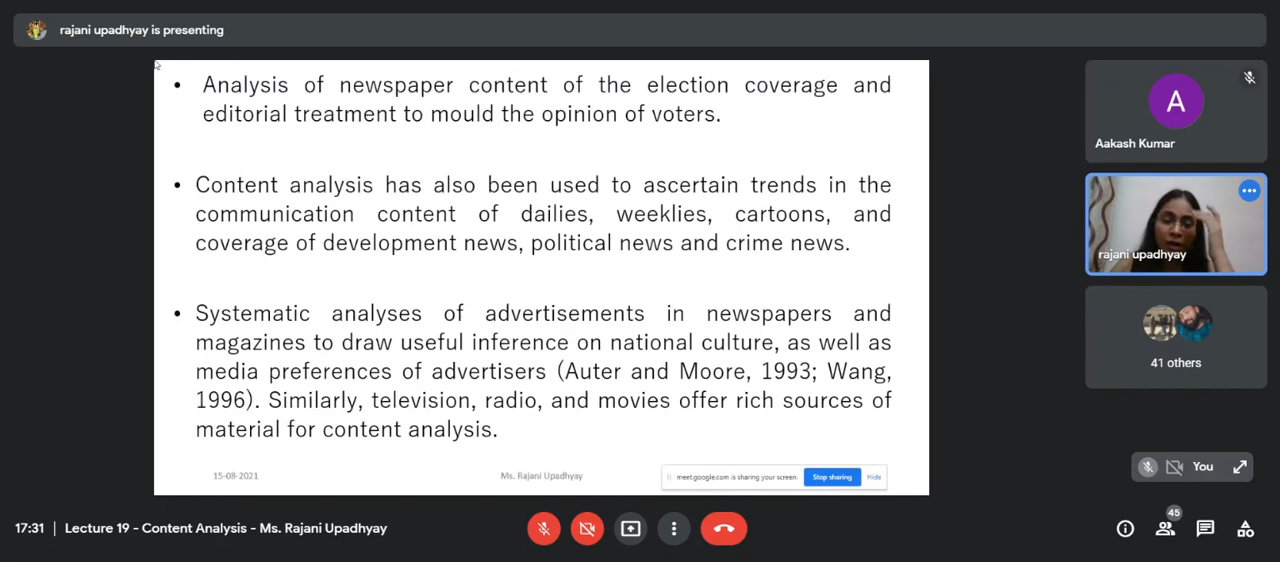 rajani upadhyay is presenting
• Analysis of newspaper content of the election coverage and
editorial treatment to mould the opinion of voters.
• Content analysis has also been used to ascertain trends in the
communication content of dailies, weeklies, cartoons, and
coverage of development news, political news and crime news.
• Systematic analyses of advertisements in newspapers and
magazines to draw useful inference on national culture, as well as
media preferences of advertisers (Auter and Moore, 1993; Wang,
1996). Similarly, television, radio, and movies offer rich sources of
material for content analysis.
15-08-2021
Ms. Rajani Upadhyay
meet.google.com is sharing your screen.
Stop sharing
Hide
A
Aakash Kumar
rajani upadhyay
41 others
You
17:31 | Lecture 19 - Content Analysis - Ms. Rajani Upadhyay
45